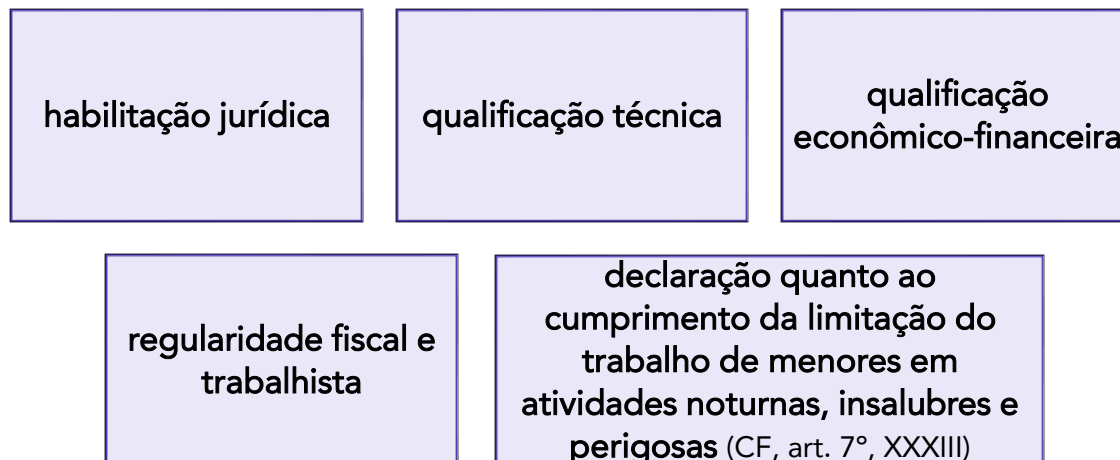 habilitação jurídica
qualificação técnica
qualificação
econômico-financeira
regularidade fiscal e
trabalhista
declaração quanto ao
cumprimento da limitação do
trabalho de menores em
atividades noturnas, insalubres e
perigosas (CF, art. 7º, XXXIII)